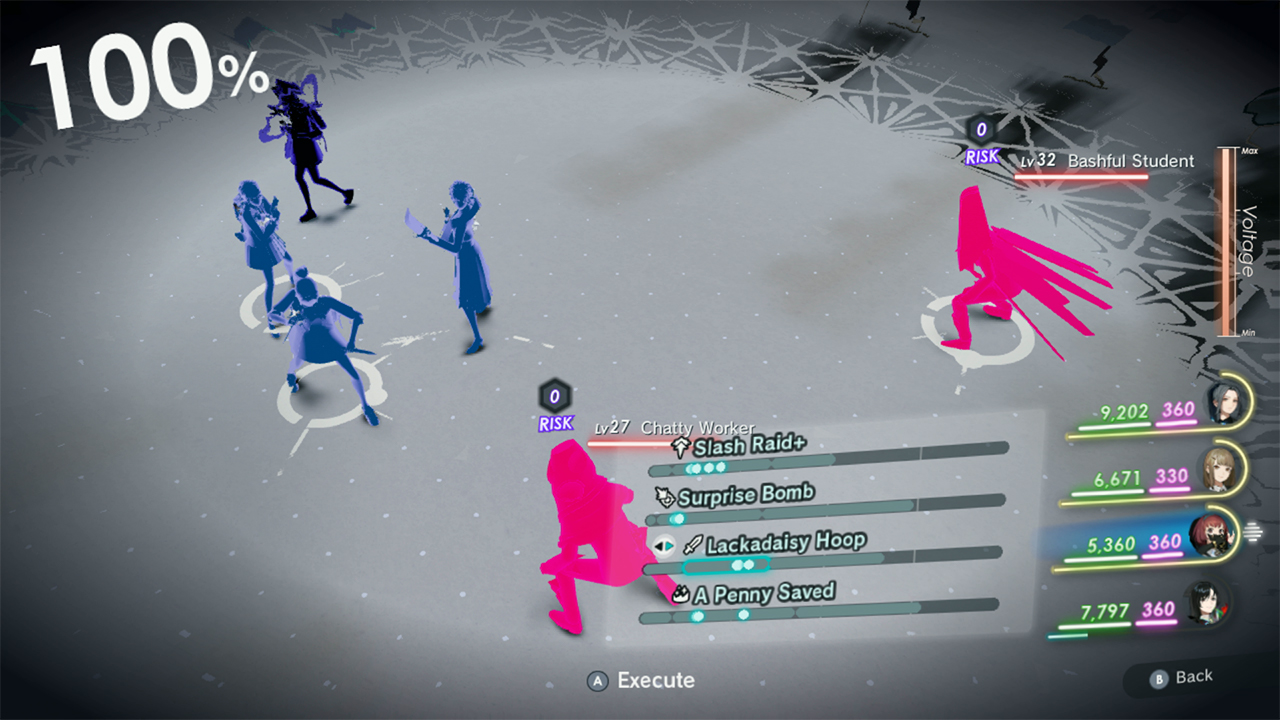 100%
0
RISK
Lv32 Bashful Student
Max
Voltage
Min
0
RISK
Lv27 Chatty Worker
Slash Raid+
Surprise Bomb
Lackadaisy Hoop
A Penny Saved
9,202 360
6,671 330
5,360 360
7,797 360
A Execute
B Back